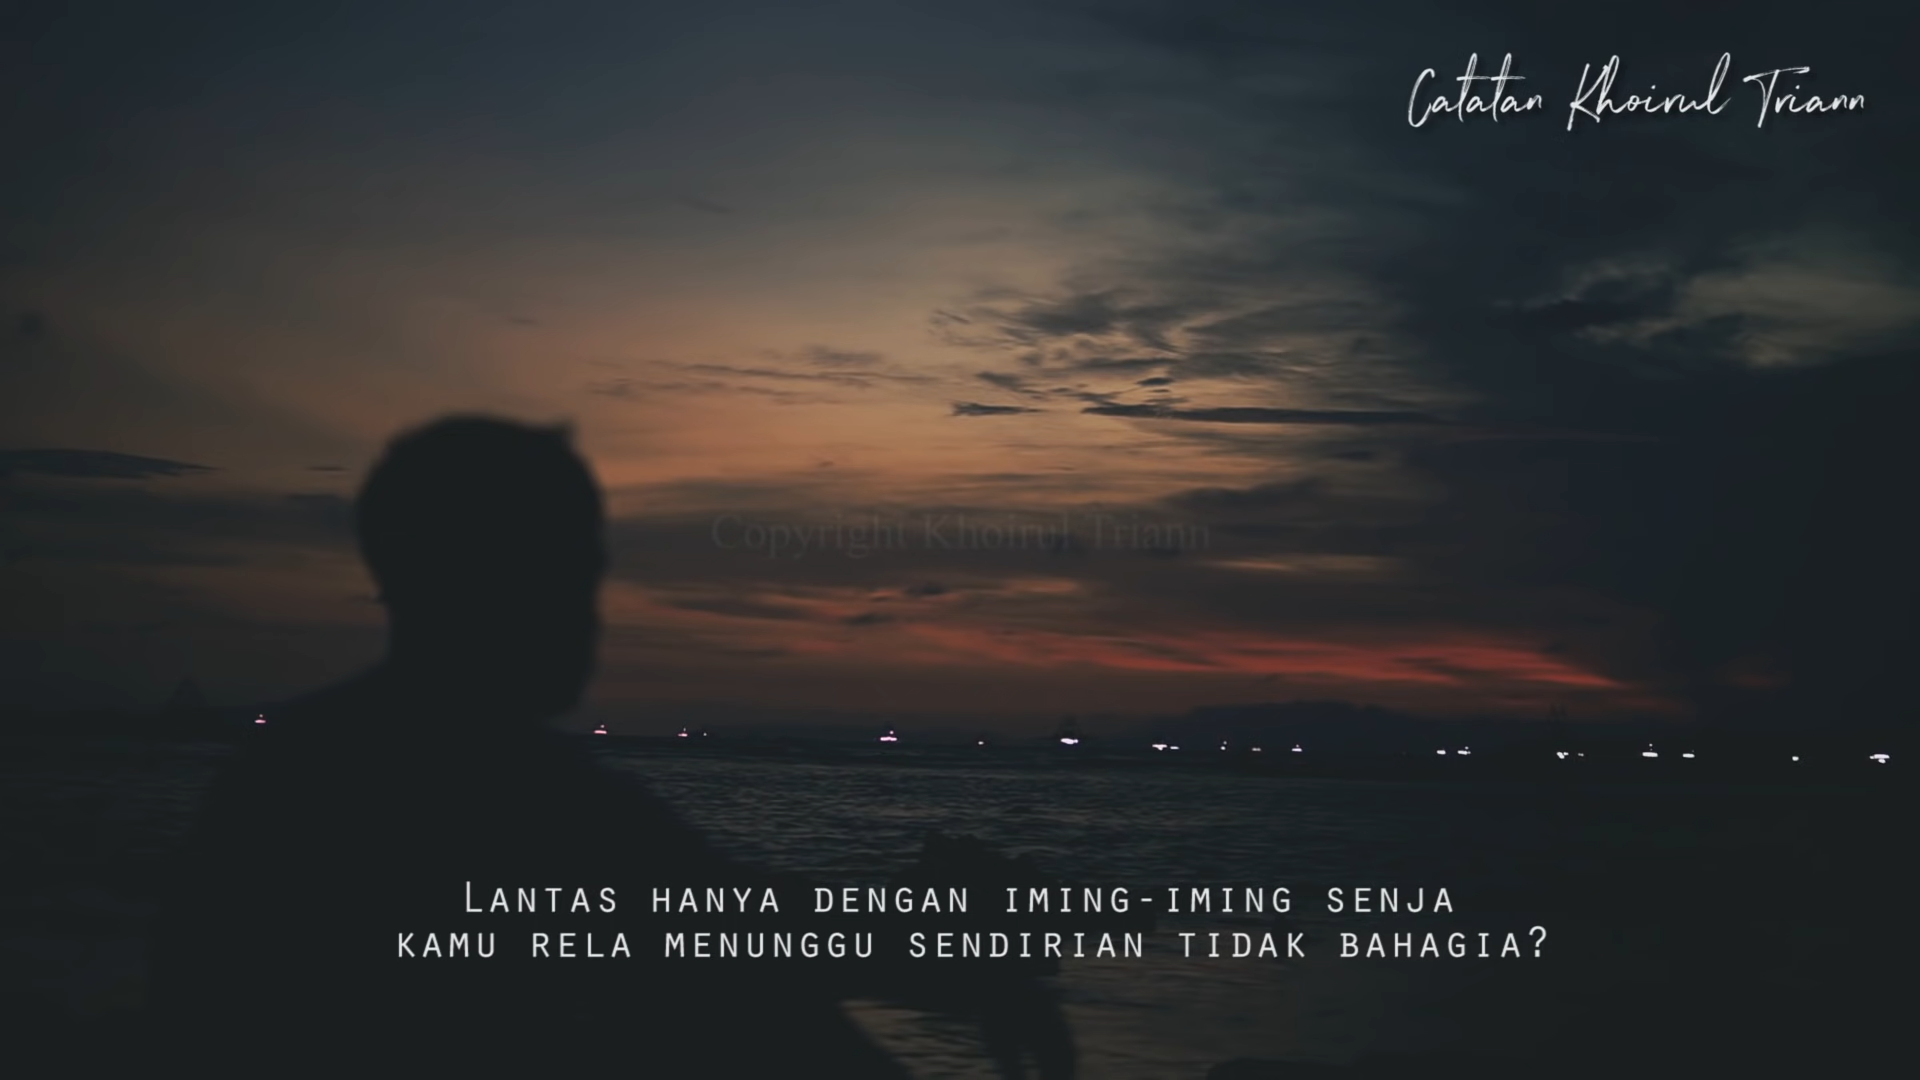 Catatan Khoirul Triann
Copyright Khoirul Triann
LANTAS HANYA DENGAN IMING-IMING SENJA
KAMU RELA MENUNGGU SENDIRIAN TIDAK BAHAGIA?